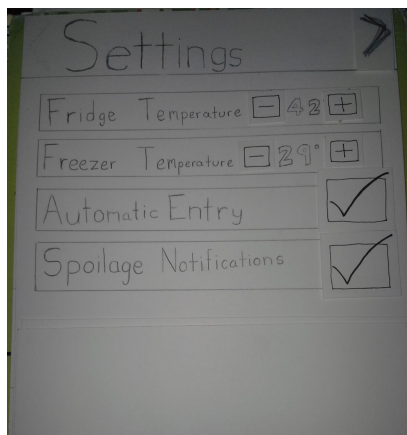 Settings
Fridge Temperature - 42 +
Freezer Temperature - 29° +
Automatic Entry
Spoilage Notifications